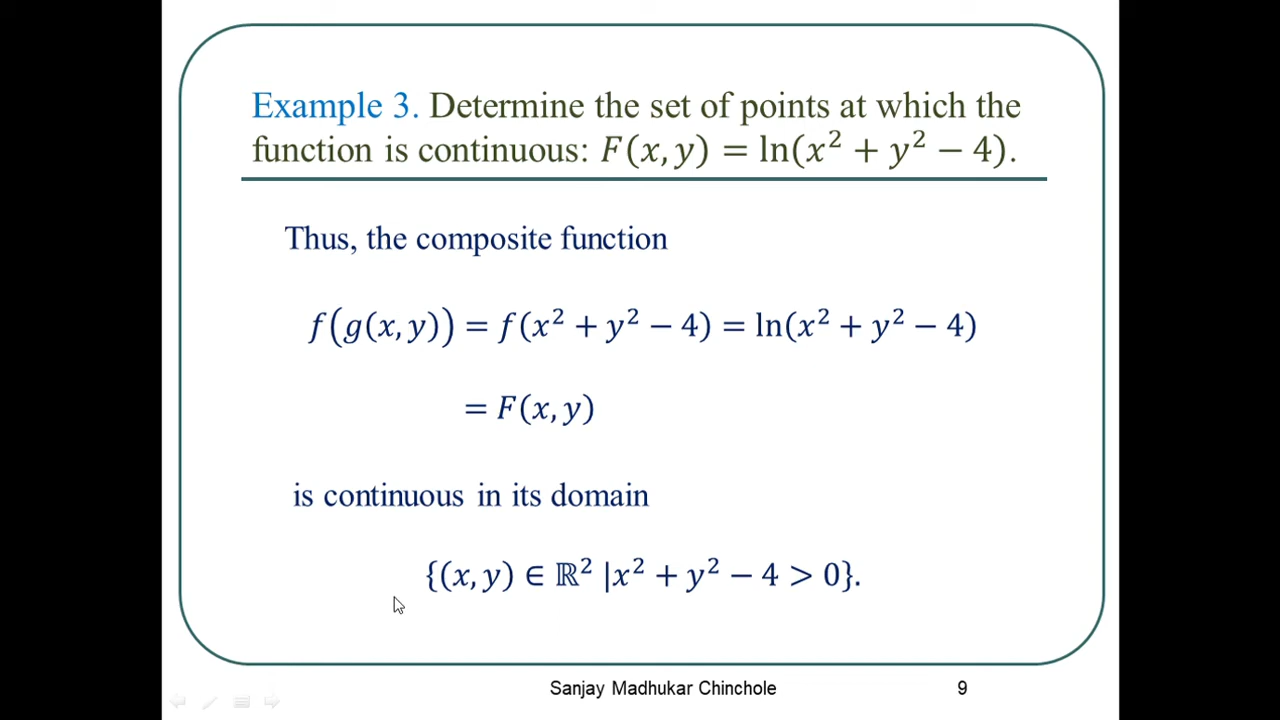 Example 3. Determine the set of points at which the
function is continuous: F(x, y) = ln(x² + y² − 4).
Thus, the composite function
f(g(x, y)) = f(x² + y² − 4) = ln(x² + y² − 4)
= F(x, y)
is continuous in its domain
{(x, y) ∈ ℝ² |x² + y² − 4 > 0}.
Sanjay Madhukar Chinchole 9